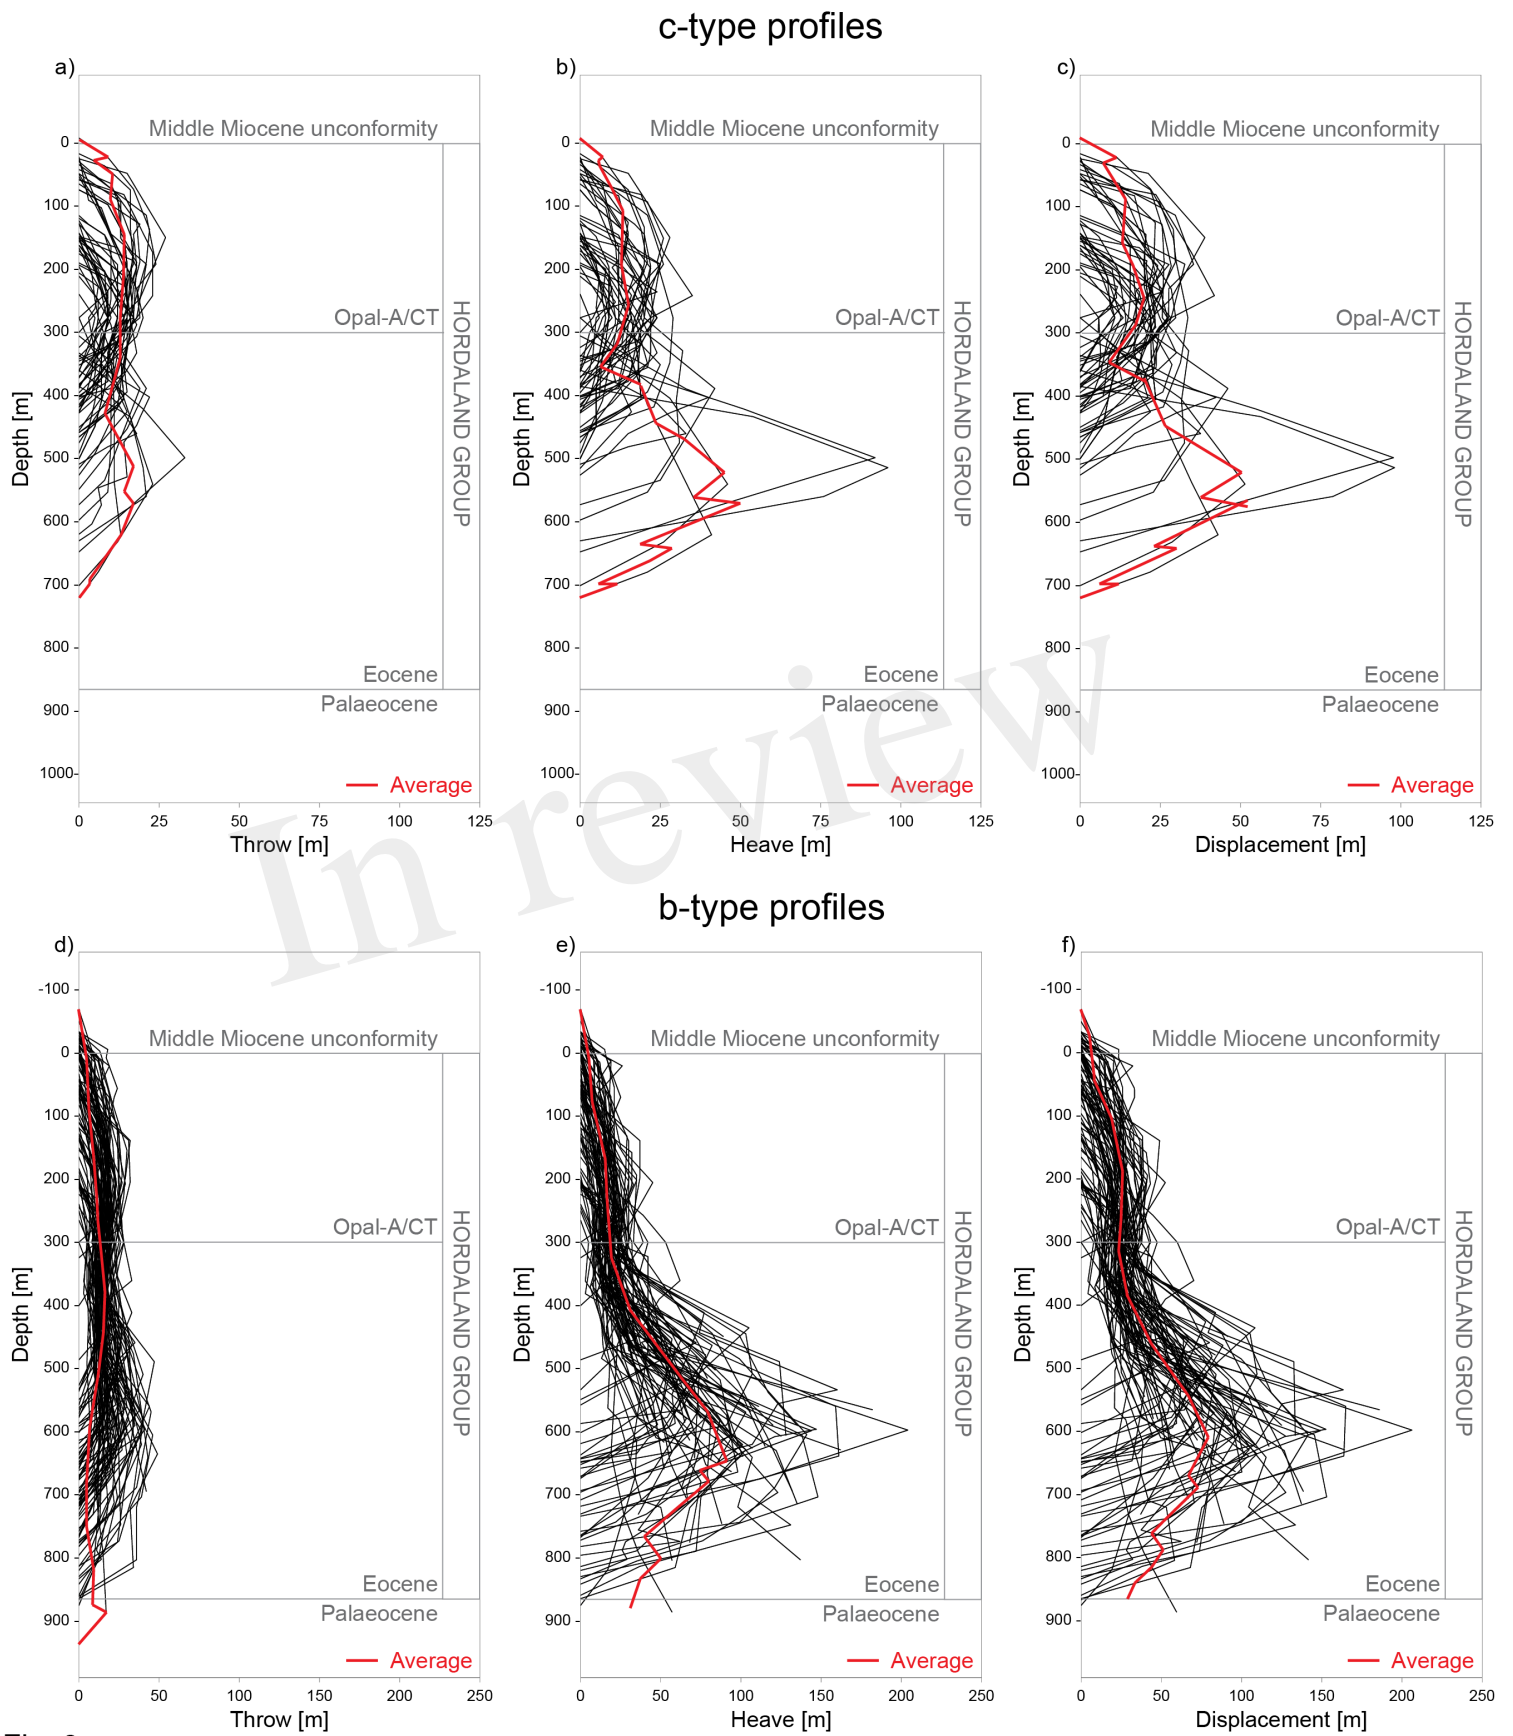 c-type profiles
a)
b)
c)
Middle Miocene unconformity
Middle Miocene unconformity
Middle Miocene unconformity
0
100
200
300
400
500
600
700
800
900
1000
Depth [m]
Opal-A/CT
HORDALAND GROUP
Eocene
Palaeocene
Average
0 25 50 75 100 125
Throw [m]
0
100
200
300
400
500
600
700
800
900
1000
Depth [m]
Opal-A/CT
HORDALAND GROUP
Eocene
Palaeocene
Average
0 25 50 75 100 125
Heave [m]
0
100
200
300
400
500
600
700
800
900
1000
Depth [m]
Opal-A/CT
HORDALAND GROUP
Eocene
Palaeocene
Average
0 25 50 75 100 125
Displacement [m]
In review
b-type profiles
d)
e)
f)
Middle Miocene unconformity
Middle Miocene unconformity
Middle Miocene unconformity
-100
0
100
200
300
400
500
600
700
800
900
Depth [m]
Opal-A/CT
HORDALAND GROUP
Eocene
Palaeocene
Average
0 50 100 150 200 250
Throw [m]
-100
0
100
200
300
400
500
600
700
800
900
Depth [m]
Opal-A/CT
HORDALAND GROUP
Eocene
Palaeocene
Average
0 50 100 150 200 250
Heave [m]
-100
0
100
200
300
400
500
600
700
800
900
Depth [m]
Opal-A/CT
HORDALAND GROUP
Eocene
Palaeocene
Average
0 50 100 150 200 250
Displacement [m]